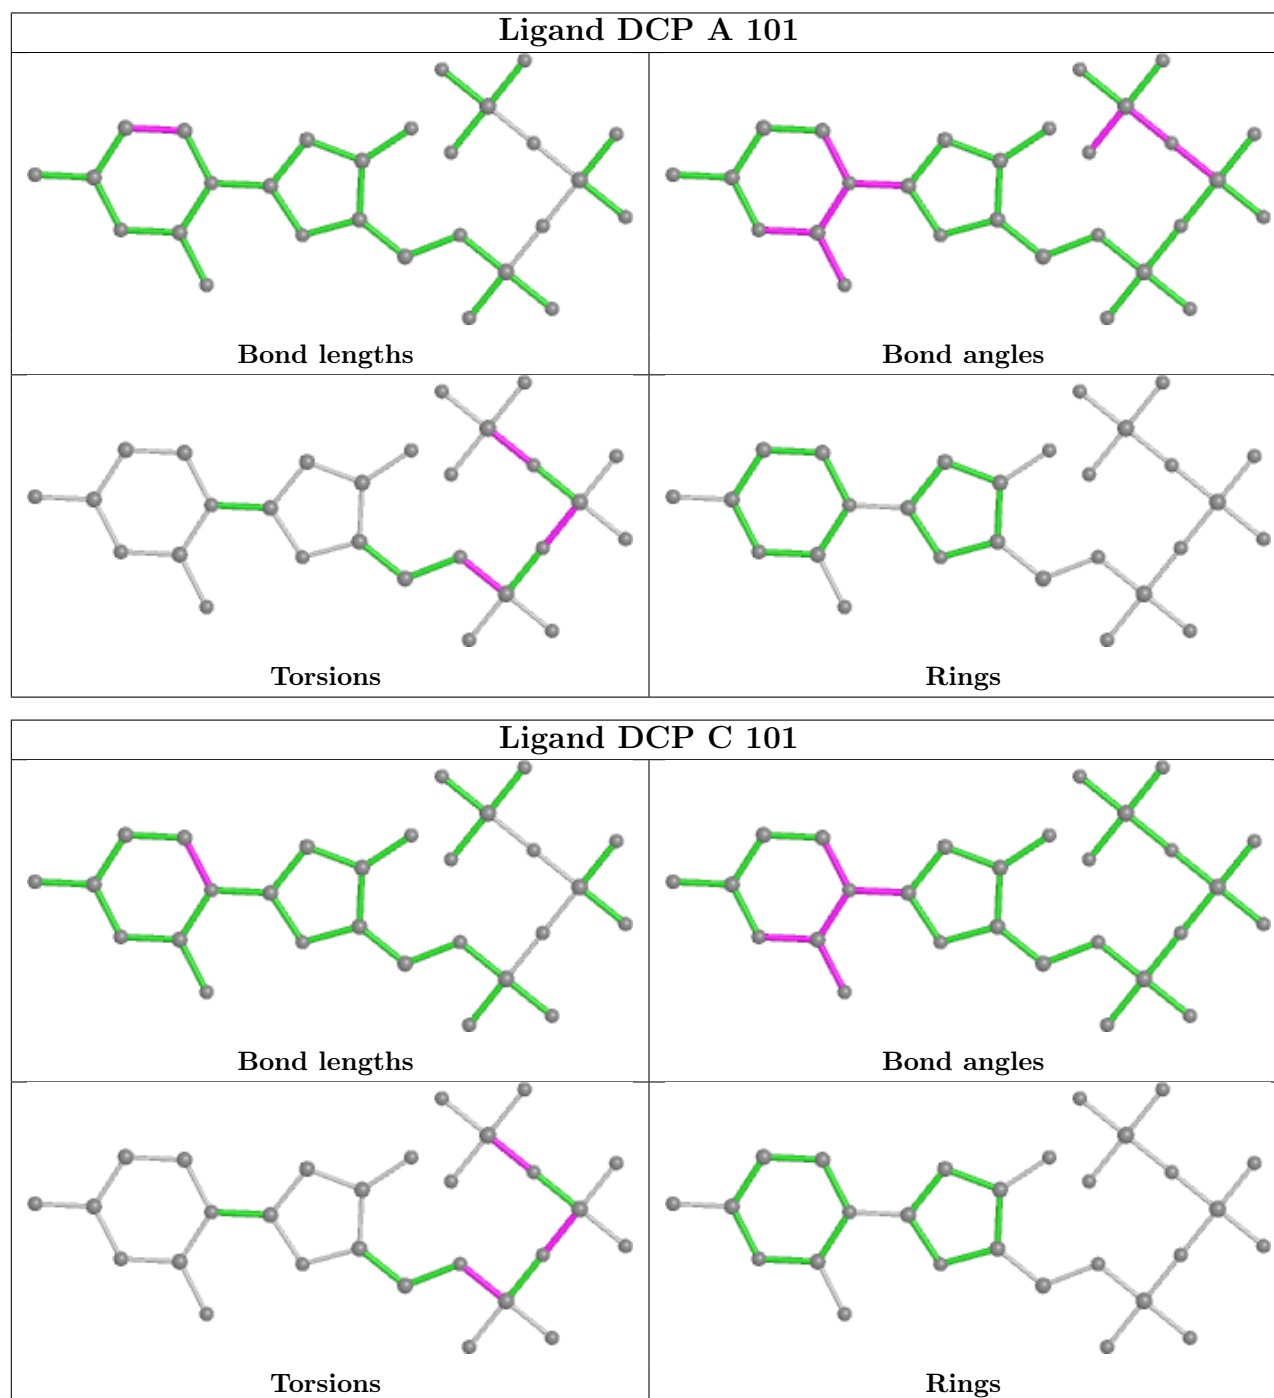 Ligand DCP A 101
Bond lengths
Bond angles
Torsions
Rings
Ligand DCP C 101
Bond lengths
Bond angles
Torsions
Rings